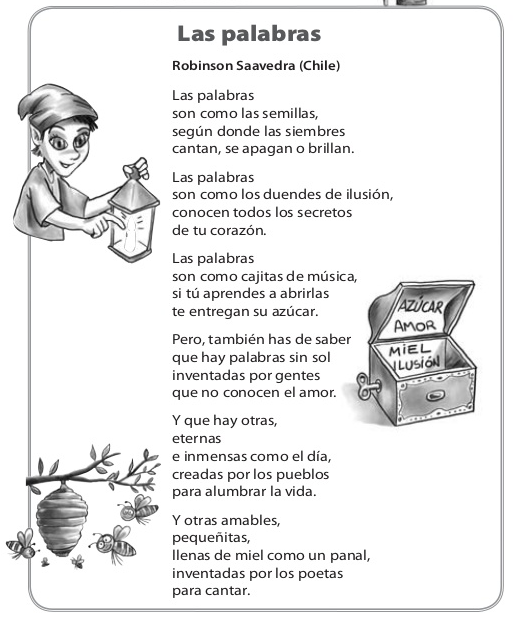 Las palabras
Robinson Saavedra (Chile)
Las palabras
son como las semillas,
según donde las siembres
cantan, se apagan o brillan.
Las palabras
son como los duendes de ilusión,
conocen todos los secretos
de tu corazón.
Las palabras
son como cajitas de música,
si tú aprendes a abrirlas
te entregan su azúcar.
Pero, también has de saber
que hay palabras sin sol
inventadas por gentes
que no conocen el amor.
Y que hay otras,
eternas
e inmensas como el día,
creadas por los pueblos
para alumbrar la vida.
Y otras amables,
pequeñitas,
llenas de miel como un panal,
inventadas por los poetas
para cantar.
AZÚCAR
AMOR
MIEL
ILUSIÓN